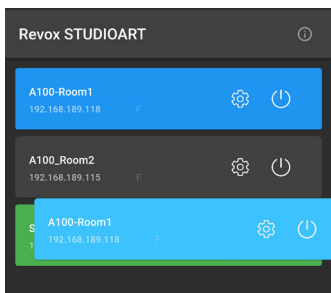 Revox STUDIOART
A100-Room1
192.168.189.118 F
A100_Room2
192.168.189.115 F
S
1
A100-Room1
192.168.189.118 F